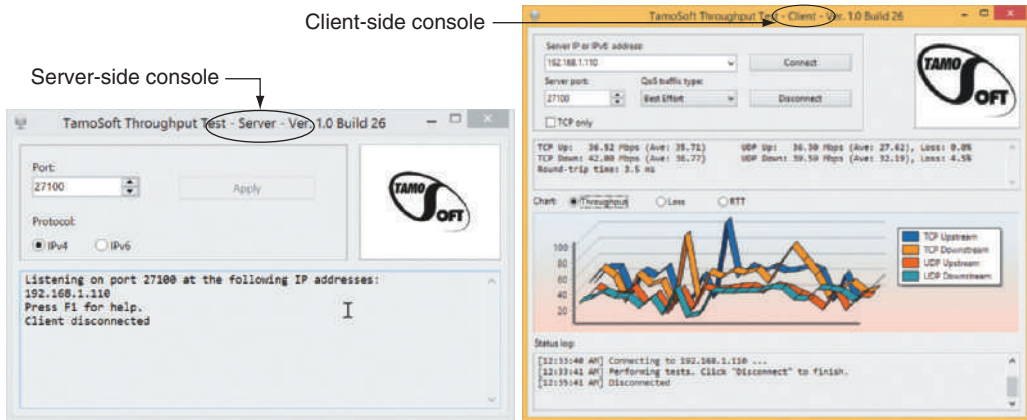 Client-side console
Server-side console
TamoSoft Throughput Test - Server - Ver. 1.0 Build 26
Port:
27100
Apply
Protocol:
IPv4
IPv6
TAMO
SOFT
Listening on port 27100 at the following IP addresses:
192.168.1.110
Press F1 for help.
Client disconnected
TamoSoft Throughput Test - Client - Ver. 1.0 Build 26
Server IP or IPv6 address:
192.168.1.110
Connect
Server port:
QoS traffic type:
27100
Best Effort
Disconnect
TCP only
TAMO
SOFT
TCP Up: 36.52 Mbps (Ave: 35.71) UDP Up: 36.30 Mbps (Ave: 27.62), Loss: 0.0%
TCP Down: 42.00 Mbps (Ave: 36.77) UDP Down: 39.59 Mbps (Ave: 32.19), Loss: 4.5%
Round-trip time: 3.5 ms
Chart:
Throughput
Loss
RTT
100
80
60
40
20
TCP Upstream
TCP Downstream
UDP Upstream
UDP Downstream
Status log:
[12:33:40 AM] Connecting to 192.168.1.110 ...
[12:33:41 AM] Performing tests. Click "Disconnect" to finish.
[12:35:41 AM] Disconnected